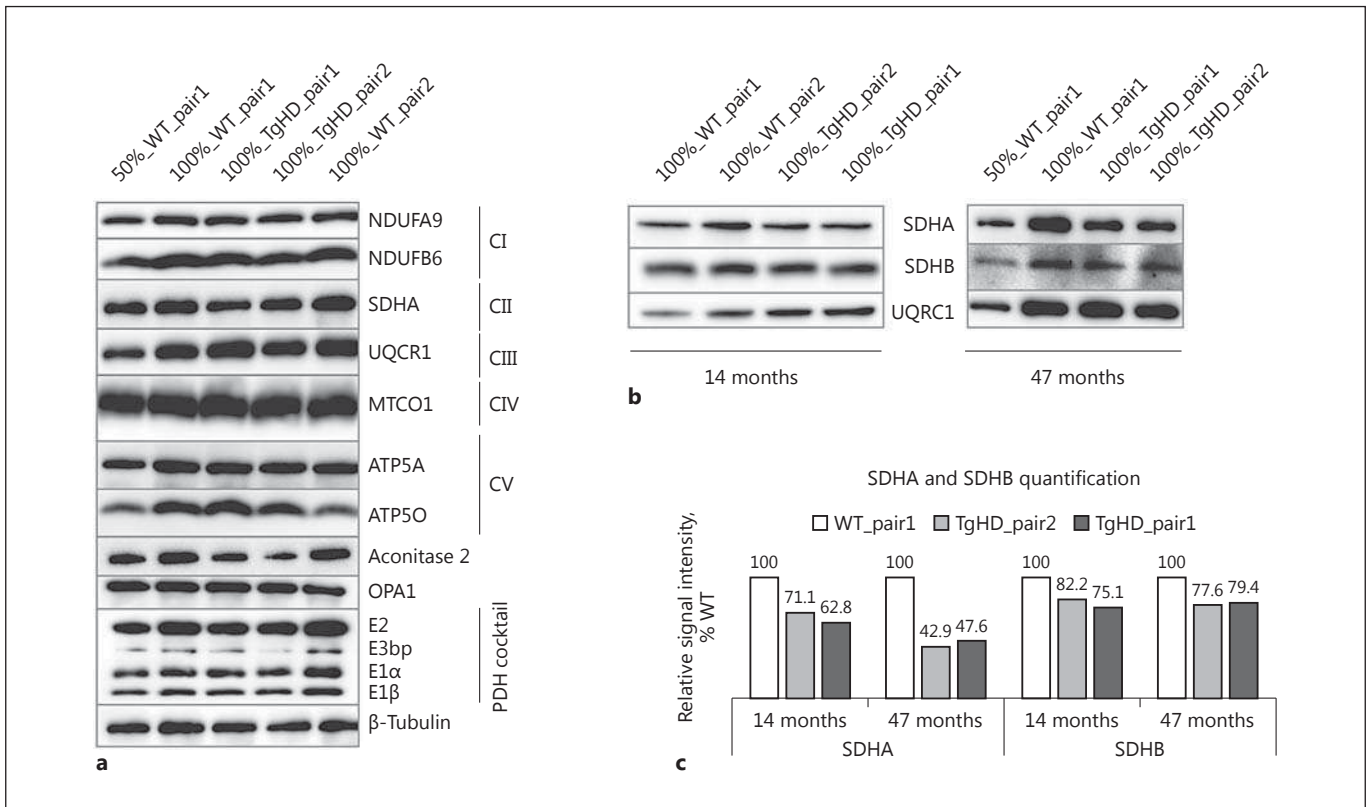 50%_WT_pair1
100%_WT_pair1
100%_TgHD_pair1
100%_TgHD_pair2
100%_WT_pair2
NDUFA9
NDUFB6
CI
SDHA
CII
UQCR1
CIII
MTCO1
CIV
ATP5A
ATP5O
CV
Aconitase 2
OPA1
E2
E3bp
E1α
E1β
PDH cocktail
β-Tubulin
a
100%_WT_pair1
100%_WT_pair2
100%_TgHD_pair2
100%_TgHD_pair1
50%_WT_pair1
100%_WT_pair1
100%_TgHD_pair1
100%_TgHD_pair2
SDHA
SDHB
UQRC1
14 months
47 months
b
SDHA and SDHB quantification
WT_pair1 TgHD_pair2 TgHD_pair1
Relative signal intensity,
% WT
100 71.1 62.8 100 42.9 47.6 100 82.2 75.1 100 77.6 79.4
14 months 47 months 14 months 47 months
SDHA SDHB
c